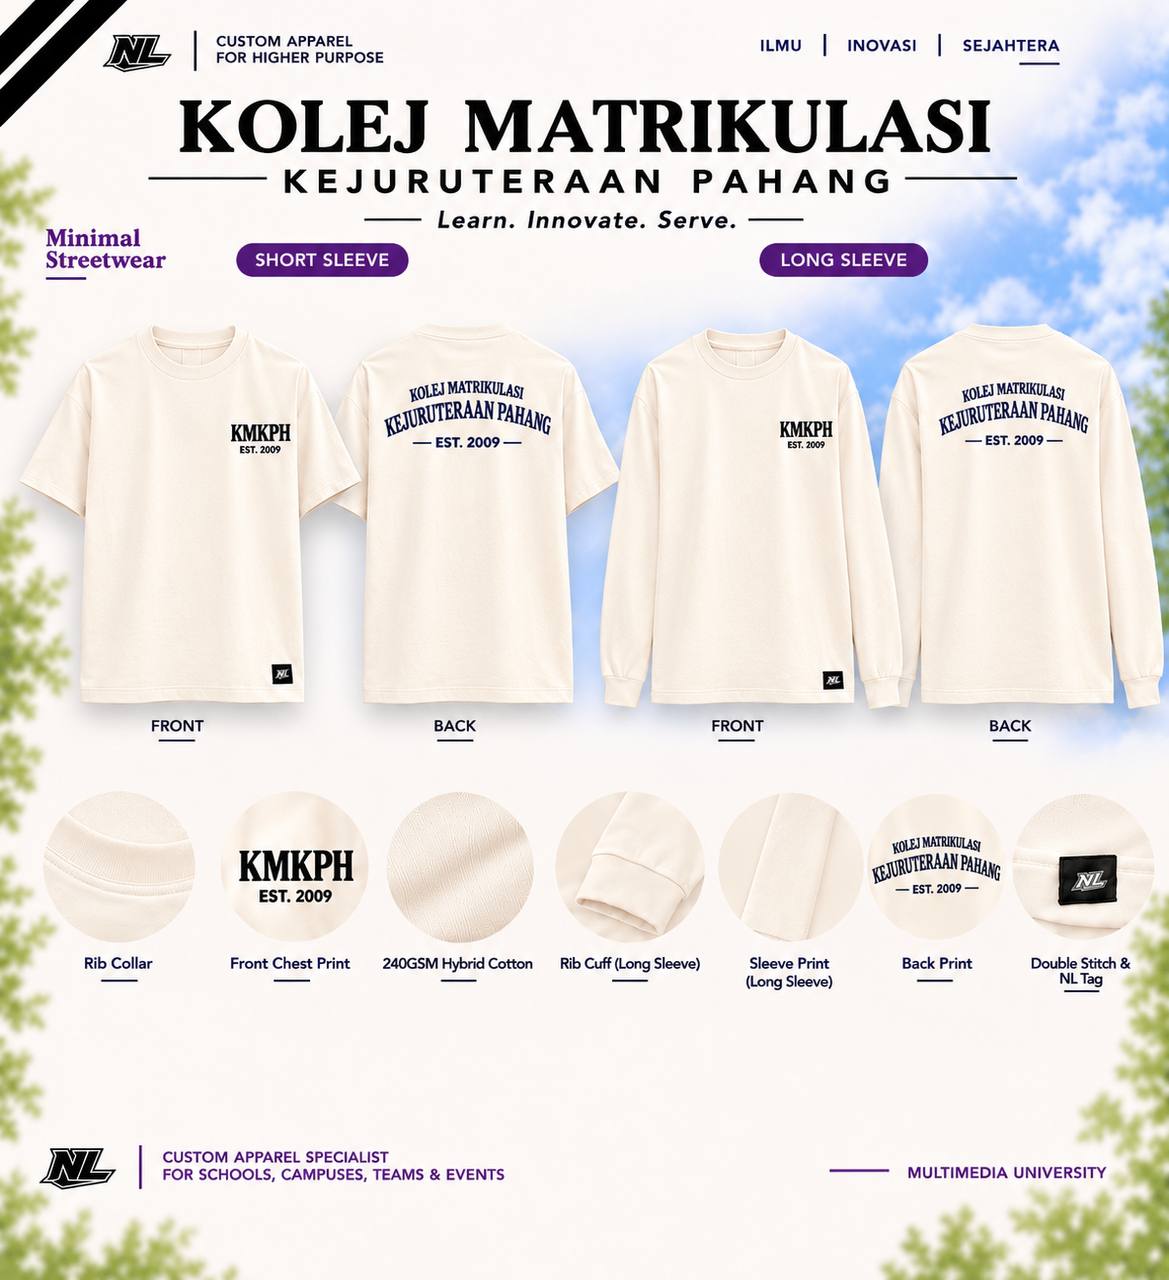 NL
CUSTOM APPAREL
FOR HIGHER PURPOSE
ILMU | INOVASI | SEJAHTERA
KOLEJ MATRIKULASI
KEJURUTERAAN PAHANG
Learn. Innovate. Serve.
Minimal
Streetwear
SHORT SLEEVE
LONG SLEEVE
KMKPH
EST. 2009
NL
KOLEJ MATRIKULASI
KEJURUTERAAN PAHANG
EST. 2009
KMKPH
EST. 2009
NL
KOLEJ MATRIKULASI
KEJURUTERAAN PAHANG
EST. 2009
FRONT
BACK
FRONT
BACK
KMKPH
EST. 2009
KOLEJ MATRIKULASI
KEJURUTERAAN PAHANG
EST. 2009
NL
Rib Collar
Front Chest Print
240GSM Hybrid Cotton
Rib Cuff (Long Sleeve)
Sleeve Print
(Long Sleeve)
Back Print
Double Stitch &
NL Tag
NL
CUSTOM APPAREL SPECIALIST
FOR SCHOOLS, CAMPUSES, TEAMS & EVENTS
MULTIMEDIA UNIVERSITY